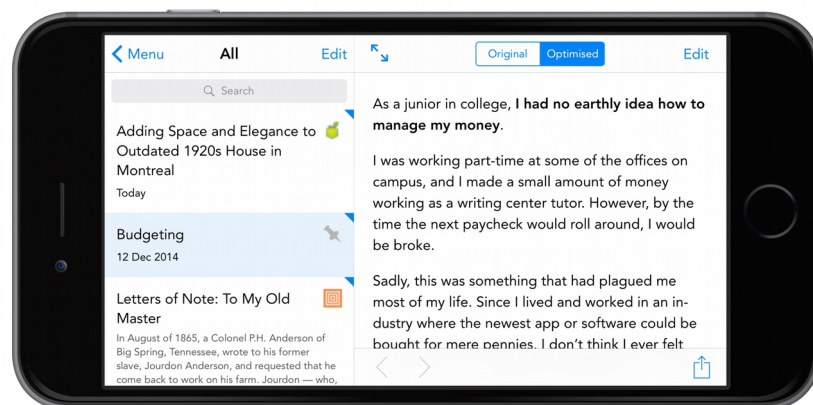 Menu
All
Edit
Search
Adding Space and Elegance to
Outdated 1920s House in
Montreal
Today
Budgeting
12 Dec 2014
Letters of Note: To My Old
Master
In August of 1865, a Colonel P.H. Anderson of
Big Spring, Tennessee, wrote to his former
slave, Jourdon Anderson, and requested that he
come back to work on his farm. Jourdon — who,
Original
Optimised
Edit
As a junior in college, I had no earthly idea how to
manage my money.
I was working part-time at some of the offices on
campus, and I made a small amount of money
working as a writing center tutor. However, by the
time the next paycheck would roll around, I would
be broke.
Sadly, this was something that had plagued me
most of my life. Since I lived and worked in an in-
dustry where the newest app or software could be
bought for mere pennies, I don't think I ever felt